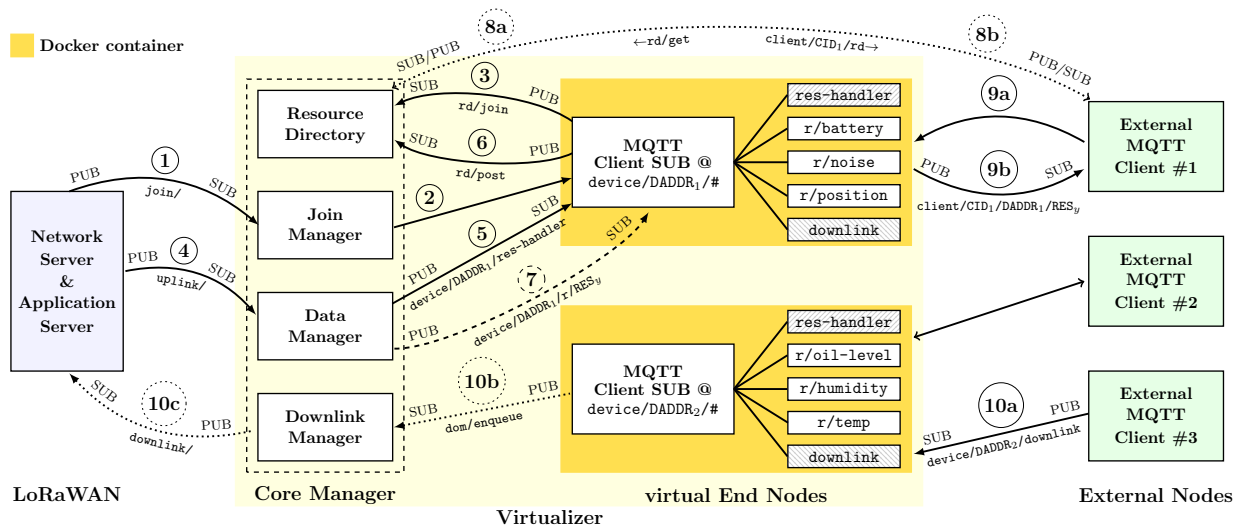 Docker container
8a
8b
←rd/get
client/CID₁/rd→
SUB/PUB
PUB/SUB
Resource
Directory
SUB
3
PUB
rd/join
SUB
6
PUB
rd/post
MQTT
Client SUB @
device/DADDR₁/#
res-handler
r/battery
r/noise
r/position
downlink
9a
PUB
9b
SUB
client/CID₁/DADDR₁/RESᵧ
External
MQTT
Client #1
PUB
1
SUB
join/
Join
Manager
2
Network
Server
&
Application
Server
PUB
4
SUB
uplink/
Data
Manager
PUB
5
SUB
device/DADDR₁/res-handler
PUB
7
SUB
device/DADDR₁/r/RESᵧ
External
MQTT
Client #2
MQTT
Client SUB @
device/DADDR₂/#
res-handler
r/oil-level
r/humidity
r/temp
downlink
SUB
10c
PUB
downlink/
Downlink
Manager
SUB
10b
PUB
dom/enqueue
SUB
10a
PUB
device/DADDR₂/downlink
External
MQTT
Client #3
LoRaWAN
Core Manager
virtual End Nodes
External Nodes
Virtualizer